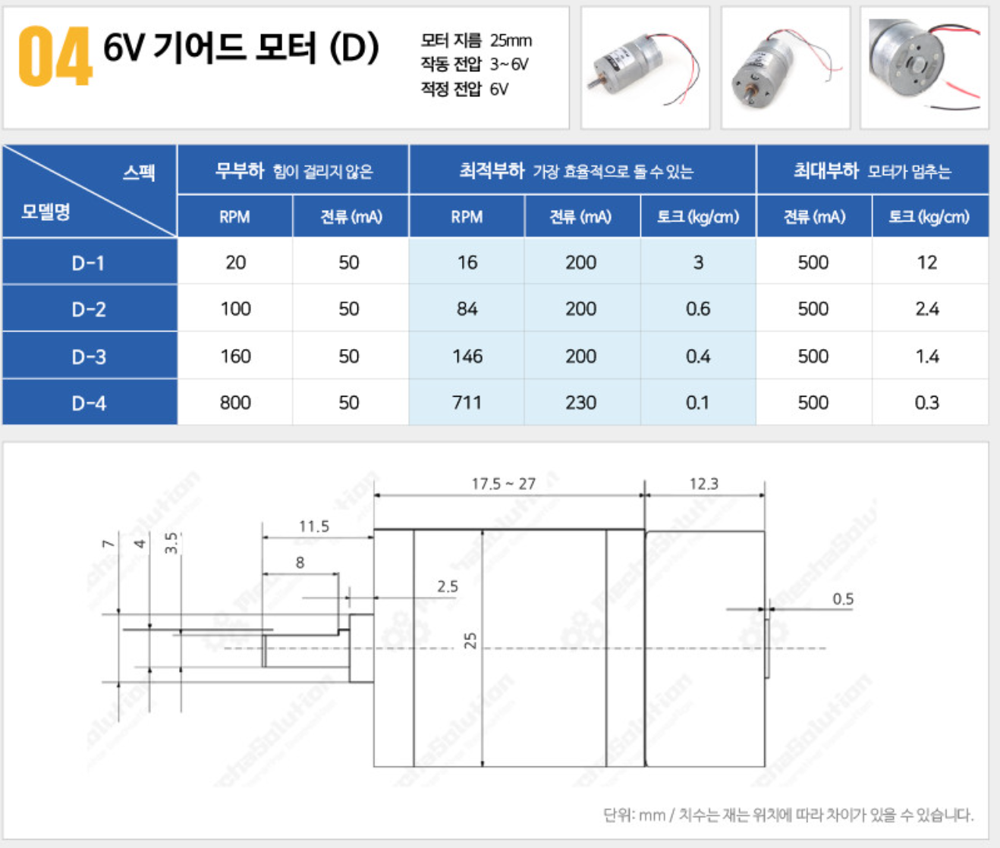 04 6V 기어드 모터 (D)
모터 지름 25mm
작동 전압 3~6V
적정 전압 6V
스펙
모델명
무부하 힘이 걸리지 않은
최적부하 가장 효율적으로 돌 수 있는
최대부하 모터가 멈추는
RPM 전류 (mA) RPM 전류 (mA) 토크 (kg/cm) 전류 (mA) 토크 (kg/cm)
D-1 20 50 16 200 3 500 12
D-2 100 50 84 200 0.6 500 2.4
D-3 160 50 146 200 0.4 500 1.4
D-4 800 50 711 230 0.1 500 0.3
17.5 ~ 27
12.3
11.5
7
4
3.5
8
2.5
0.5
25
MechaSolution
단위: mm / 치수는 재는 위치에 따라 차이가 있을 수 있습니다.